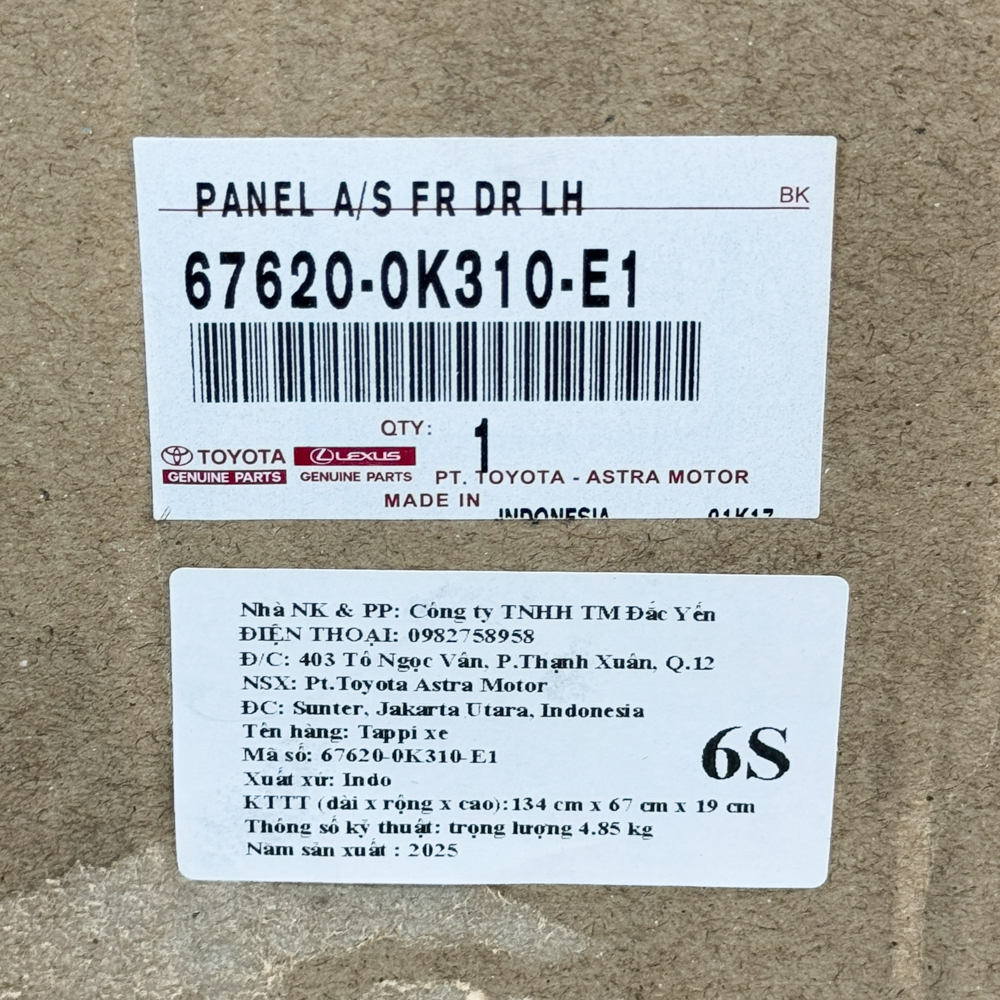 PANEL A/S FR DR LH BK
67620-0K310-E1
QTY: 1
TOYOTA LEXUS
GENUINE PARTS GENUINE PARTS PT. TOYOTA - ASTRA MOTOR
MADE IN INDONESIA 01K17
Nhà NK & PP: Công ty TNHH TM Đắc Yến
ĐIỆN THOẠI: 0982758958
Đ/C: 403 Tô Ngọc Vân, P.Thạnh Xuân, Q.12
NSX: Pt.Toyota Astra Motor
ĐC: Sunter, Jakarta Utara, Indonesia
Tên hàng: Tappi xe
Mã số: 67620-0K310-E1
Xuất xứ: Indo
KTTT (dài x rộng x cao):134 cm x 67 cm x 19 cm
Thông số kỹ thuật: trọng lượng 4.85 kg
Năm sản xuất : 2025
6S